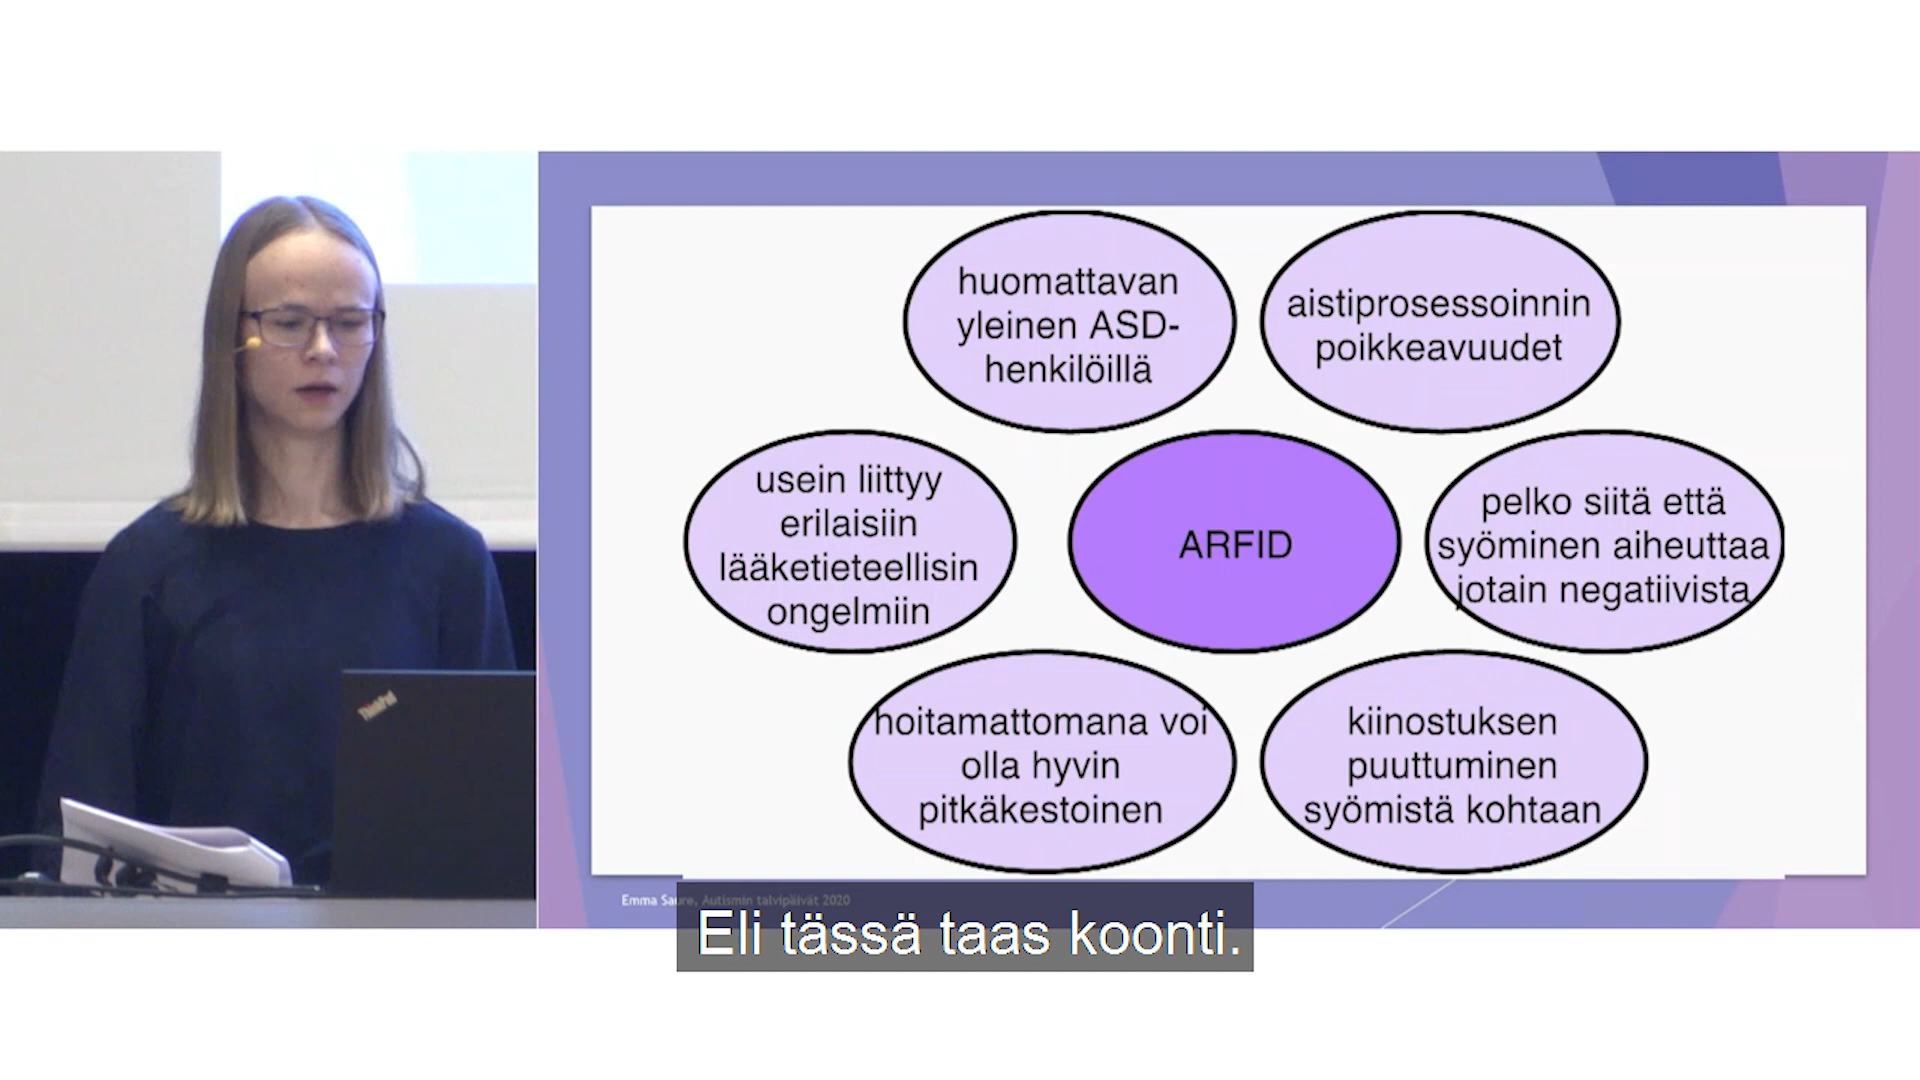 huomattavan
yleinen ASD-
henkilöillä
aistiprosessoinnin
poikkeavuudet
usein liittyy
erilaisiin
lääketieteellisin
ongelmiin
ARFID
pelko siitä että
syöminen aiheuttaa
jotain negatiivista
hoitamattomana voi
olla hyvin
pitkäkestoinen
kiinostuksen
puuttuminen
syömistä kohtaan
ThinkPad
Emma Saure, Autismin talvipäivät 2020
Eli tässä taas koonti.